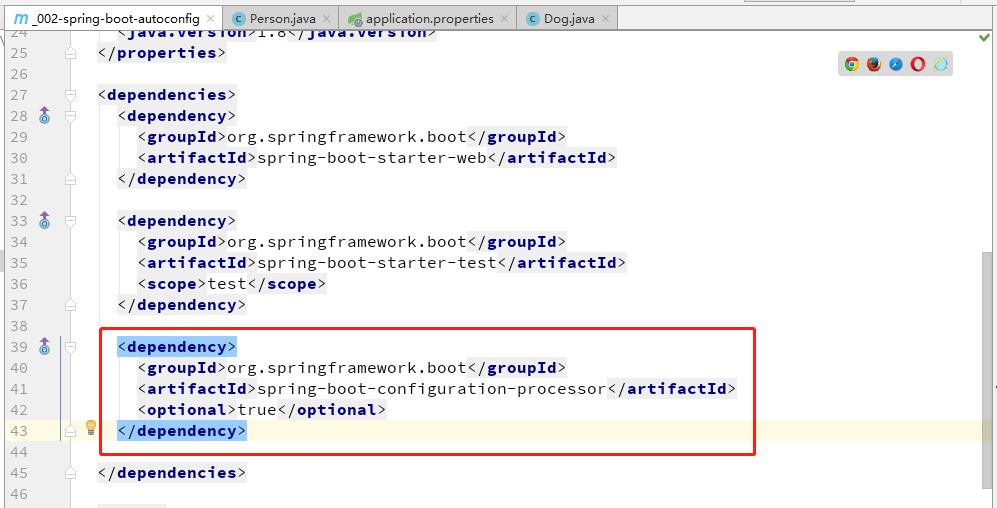 _002-spring-boot-autoconfig × Person.java × application.properties × Dog.java ×
24 <java.version>1.8</java.version>
25 </properties>
26
27 <dependencies>
28 <dependency>
29 <groupId>org.springframework.boot</groupId>
30 <artifactId>spring-boot-starter-web</artifactId>
31 </dependency>
32
33 <dependency>
34 <groupId>org.springframework.boot</groupId>
35 <artifactId>spring-boot-starter-test</artifactId>
36 <scope>test</scope>
37 </dependency>
38
39 <dependency>
40 <groupId>org.springframework.boot</groupId>
41 <artifactId>spring-boot-configuration-processor</artifactId>
42 <optional>true</optional>
43 </dependency>
44
45 </dependencies>
46